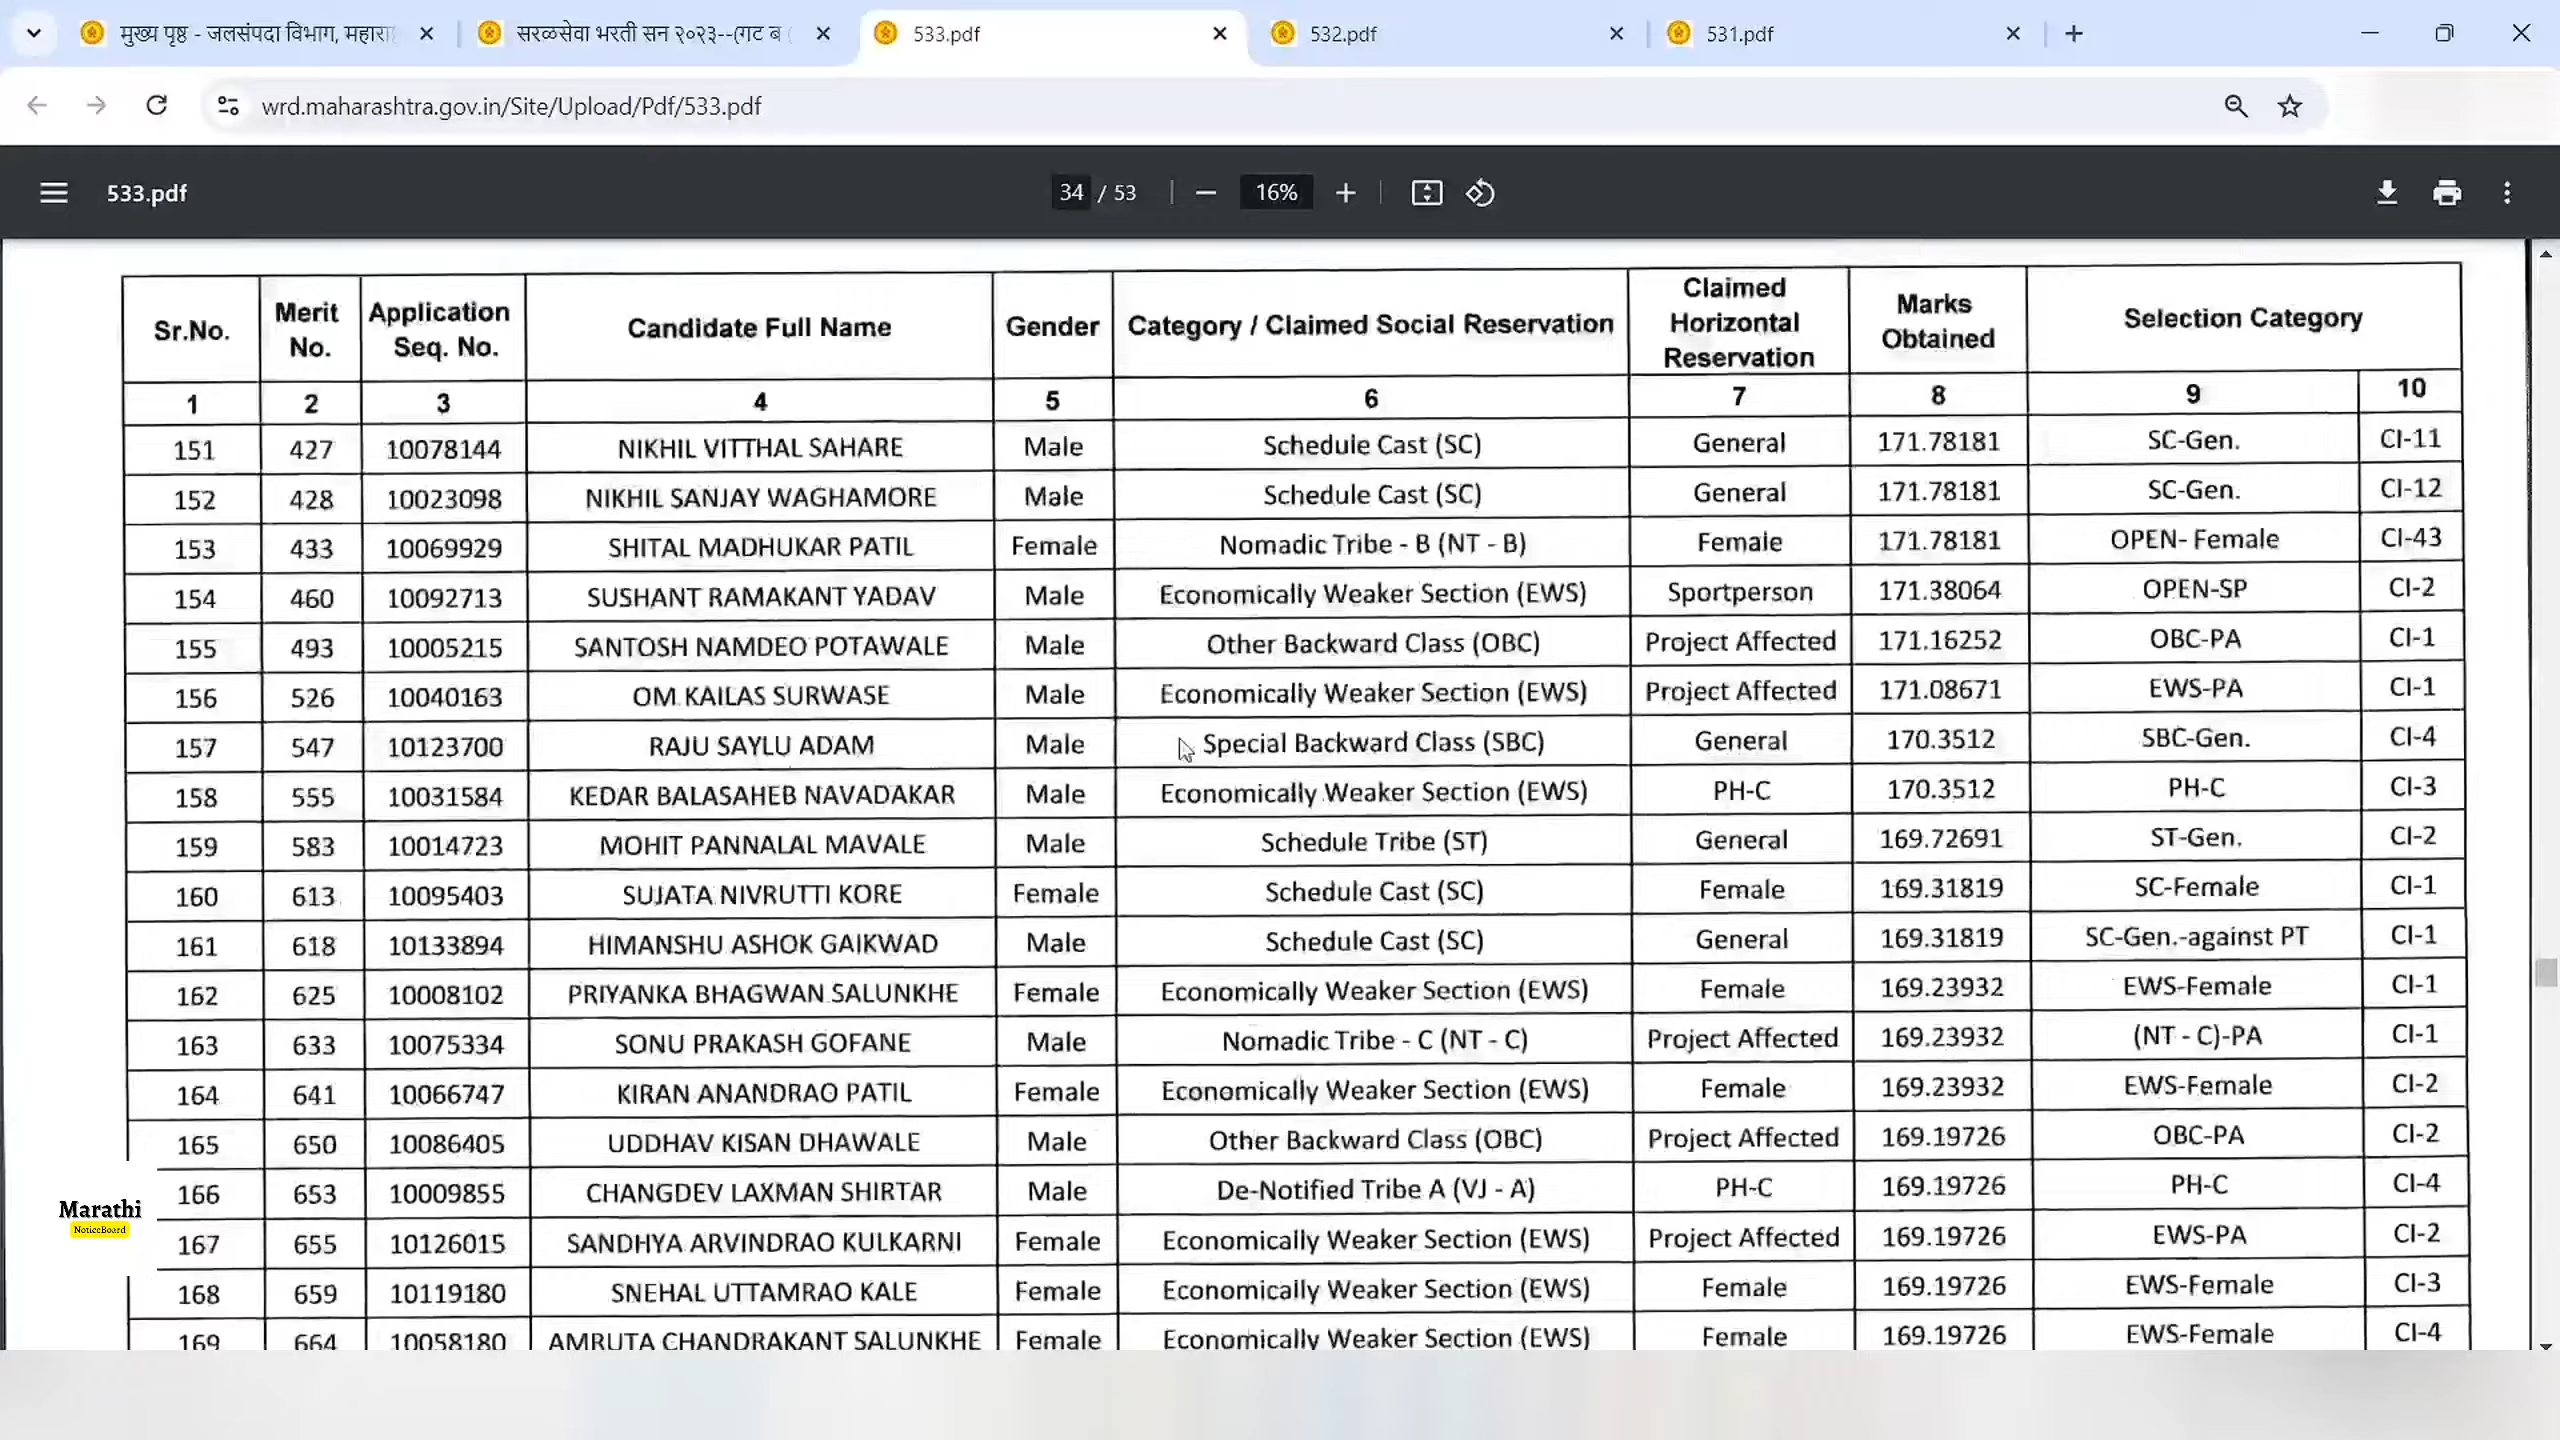 मुख्य पृष्ठ - जलसंपदा विभाग, महारा
सरळसेवा भरती सन २०२३--(गट ब (
533.pdf
532.pdf
531.pdf
wrd.maharashtra.gov.in/Site/Upload/Pdf/533.pdf
533.pdf
34 / 53
16%
Sr.No. Merit No. Application Seq. No. Candidate Full Name Gender Category / Claimed Social Reservation Claimed Horizontal Reservation Marks Obtained Selection Category
1 2 3 4 5 6 7 8 9 10
151 427 10078144 NIKHIL VITTHAL SAHARE Male Schedule Cast (SC) General 171.78181 SC-Gen. CI-11
152 428 10023098 NIKHIL SANJAY WAGHAMORE Male Schedule Cast (SC) General 171.78181 SC-Gen. CI-12
153 433 10069929 SHITAL MADHUKAR PATIL Female Nomadic Tribe - B (NT - B) Female 171.78181 OPEN- Female CI-43
154 460 10092713 SUSHANT RAMAKANT YADAV Male Economically Weaker Section (EWS) Sportperson 171.38064 OPEN-SP CI-2
155 493 10005215 SANTOSH NAMDEO POTAWALE Male Other Backward Class (OBC) Project Affected 171.16252 OBC-PA CI-1
156 526 10040163 OM KAILAS SURWASE Male Economically Weaker Section (EWS) Project Affected 171.08671 EWS-PA CI-1
157 547 10123700 RAJU SAYLU ADAM Male Special Backward Class (SBC) General 170.3512 SBC-Gen. CI-4
158 555 10031584 KEDAR BALASAHEB NAVADAKAR Male Economically Weaker Section (EWS) PH-C 170.3512 PH-C CI-3
159 583 10014723 MOHIT PANNALAL MAVALE Male Schedule Tribe (ST) General 169.72691 ST-Gen. CI-2
160 613 10095403 SUJATA NIVRUTTI KORE Female Schedule Cast (SC) Female 169.31819 SC-Female CI-1
161 618 10133894 HIMANSHU ASHOK GAIKWAD Male Schedule Cast (SC) General 169.31819 SC-Gen.-against PT CI-1
162 625 10008102 PRIYANKA BHAGWAN SALUNKHE Female Economically Weaker Section (EWS) Female 169.23932 EWS-Female CI-1
163 633 10075334 SONU PRAKASH GOFANE Male Nomadic Tribe - C (NT - C) Project Affected 169.23932 (NT - C)-PA CI-1
164 641 10066747 KIRAN ANANDRAO PATIL Female Economically Weaker Section (EWS) Female 169.23932 EWS-Female CI-2
165 650 10086405 UDDHAV KISAN DHAWALE Male Other Backward Class (OBC) Project Affected 169.19726 OBC-PA CI-2
166 653 10009855 CHANGDEV LAXMAN SHIRTAR Male De-Notified Tribe A (VJ - A) PH-C 169.19726 PH-C CI-4
167 655 10126015 SANDHYA ARVINDRAO KULKARNI Female Economically Weaker Section (EWS) Project Affected 169.19726 EWS-PA CI-2
168 659 10119180 SNEHAL UTTAMRAO KALE Female Economically Weaker Section (EWS) Female 169.19726 EWS-Female CI-3
169 664 10058180 AMRUTA CHANDRAKANT SALUNKHE Female Economically Weaker Section (EWS) Female 169.19726 EWS-Female CI-4
Marathi
NoticeBoard